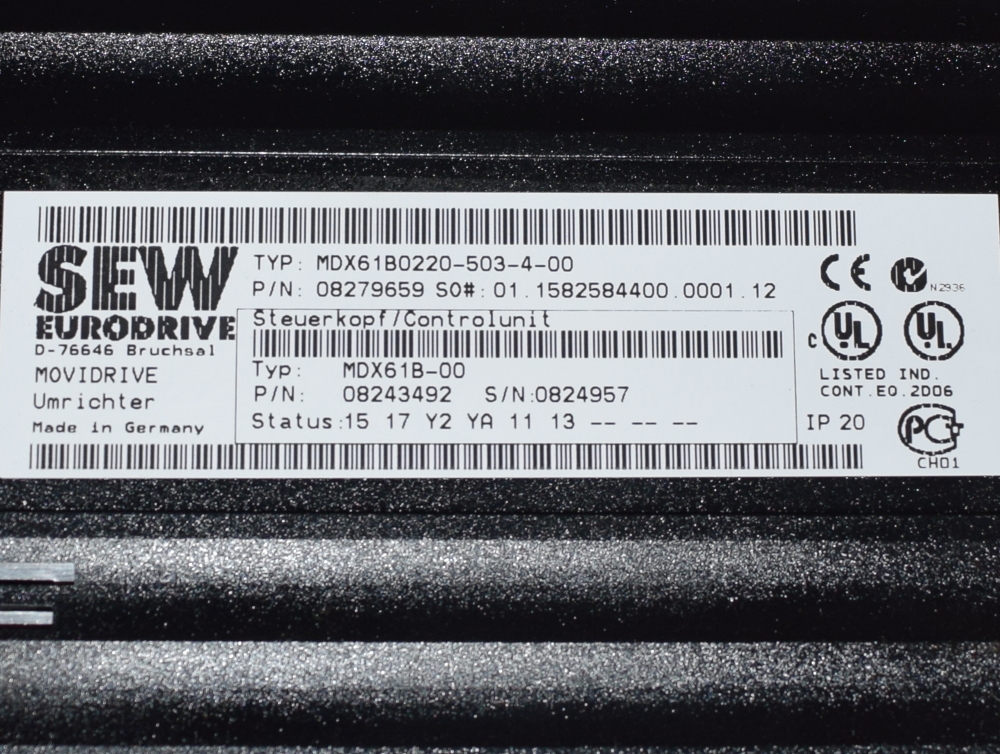 SEW
EURODRIVE
D-76646 Bruchsal
MOVIDRIVE
Umrichter
Made in Germany
TYP: MDX61B0220-503-4-00
P/N: 08279659 SO#: 01.1582584400.0001.12
Steuerkopf/Controlunit
Typ: MDX61B-00
P/N: 08243492 S/N:0824957
Status:15 17 Y2 YA 11 13 -- -- --
CE
N2936
c UL UL
LISTED IND.
CONT.EQ.2D06
IP 20
PCT
CH01